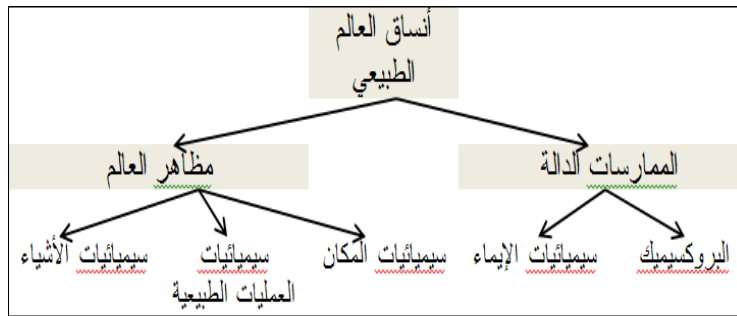 أنساق العالم
الطبيعي
الممارسات الدالة
مظاهر العالم
البروكسيميك
سيميائيات الإيماء
سيميائيات المكان
سيميائيات
العمليات الطبيعية
سيميائيات الأشياء